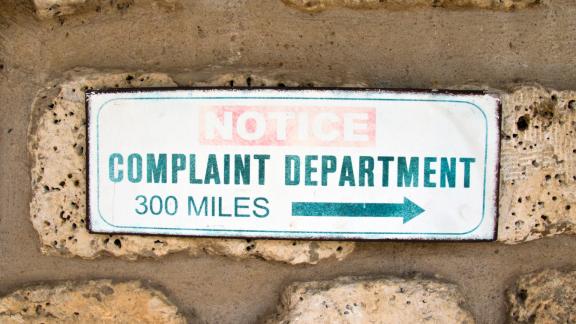 NOTICE
COMPLAINT DEPARTMENT
300 MILES